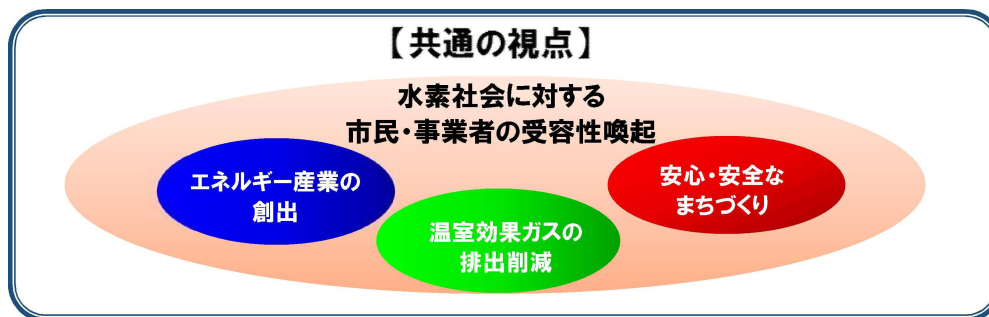 【共通の視点】
水素社会に対する
市民・事業者の受容性喚起
エネルギー産業の
創出
温室効果ガスの
排出削減
安心・安全な
まちづくり